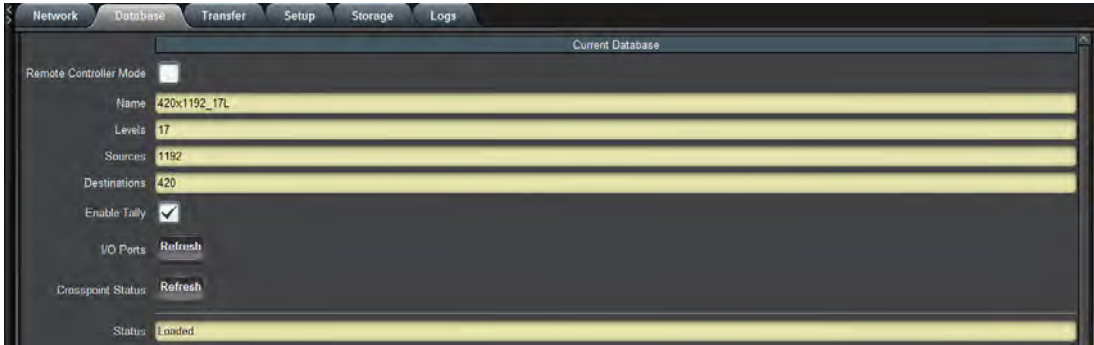 Network Database Transfer Setup Storage Logs
Current Database
Remote Controller Mode
Name 420x1192_17L
Levels 17
Sources 1192
Destinations 420
Enable Tally
I/O Ports Refresh
Crosspoint Status Refresh
Status Loaded